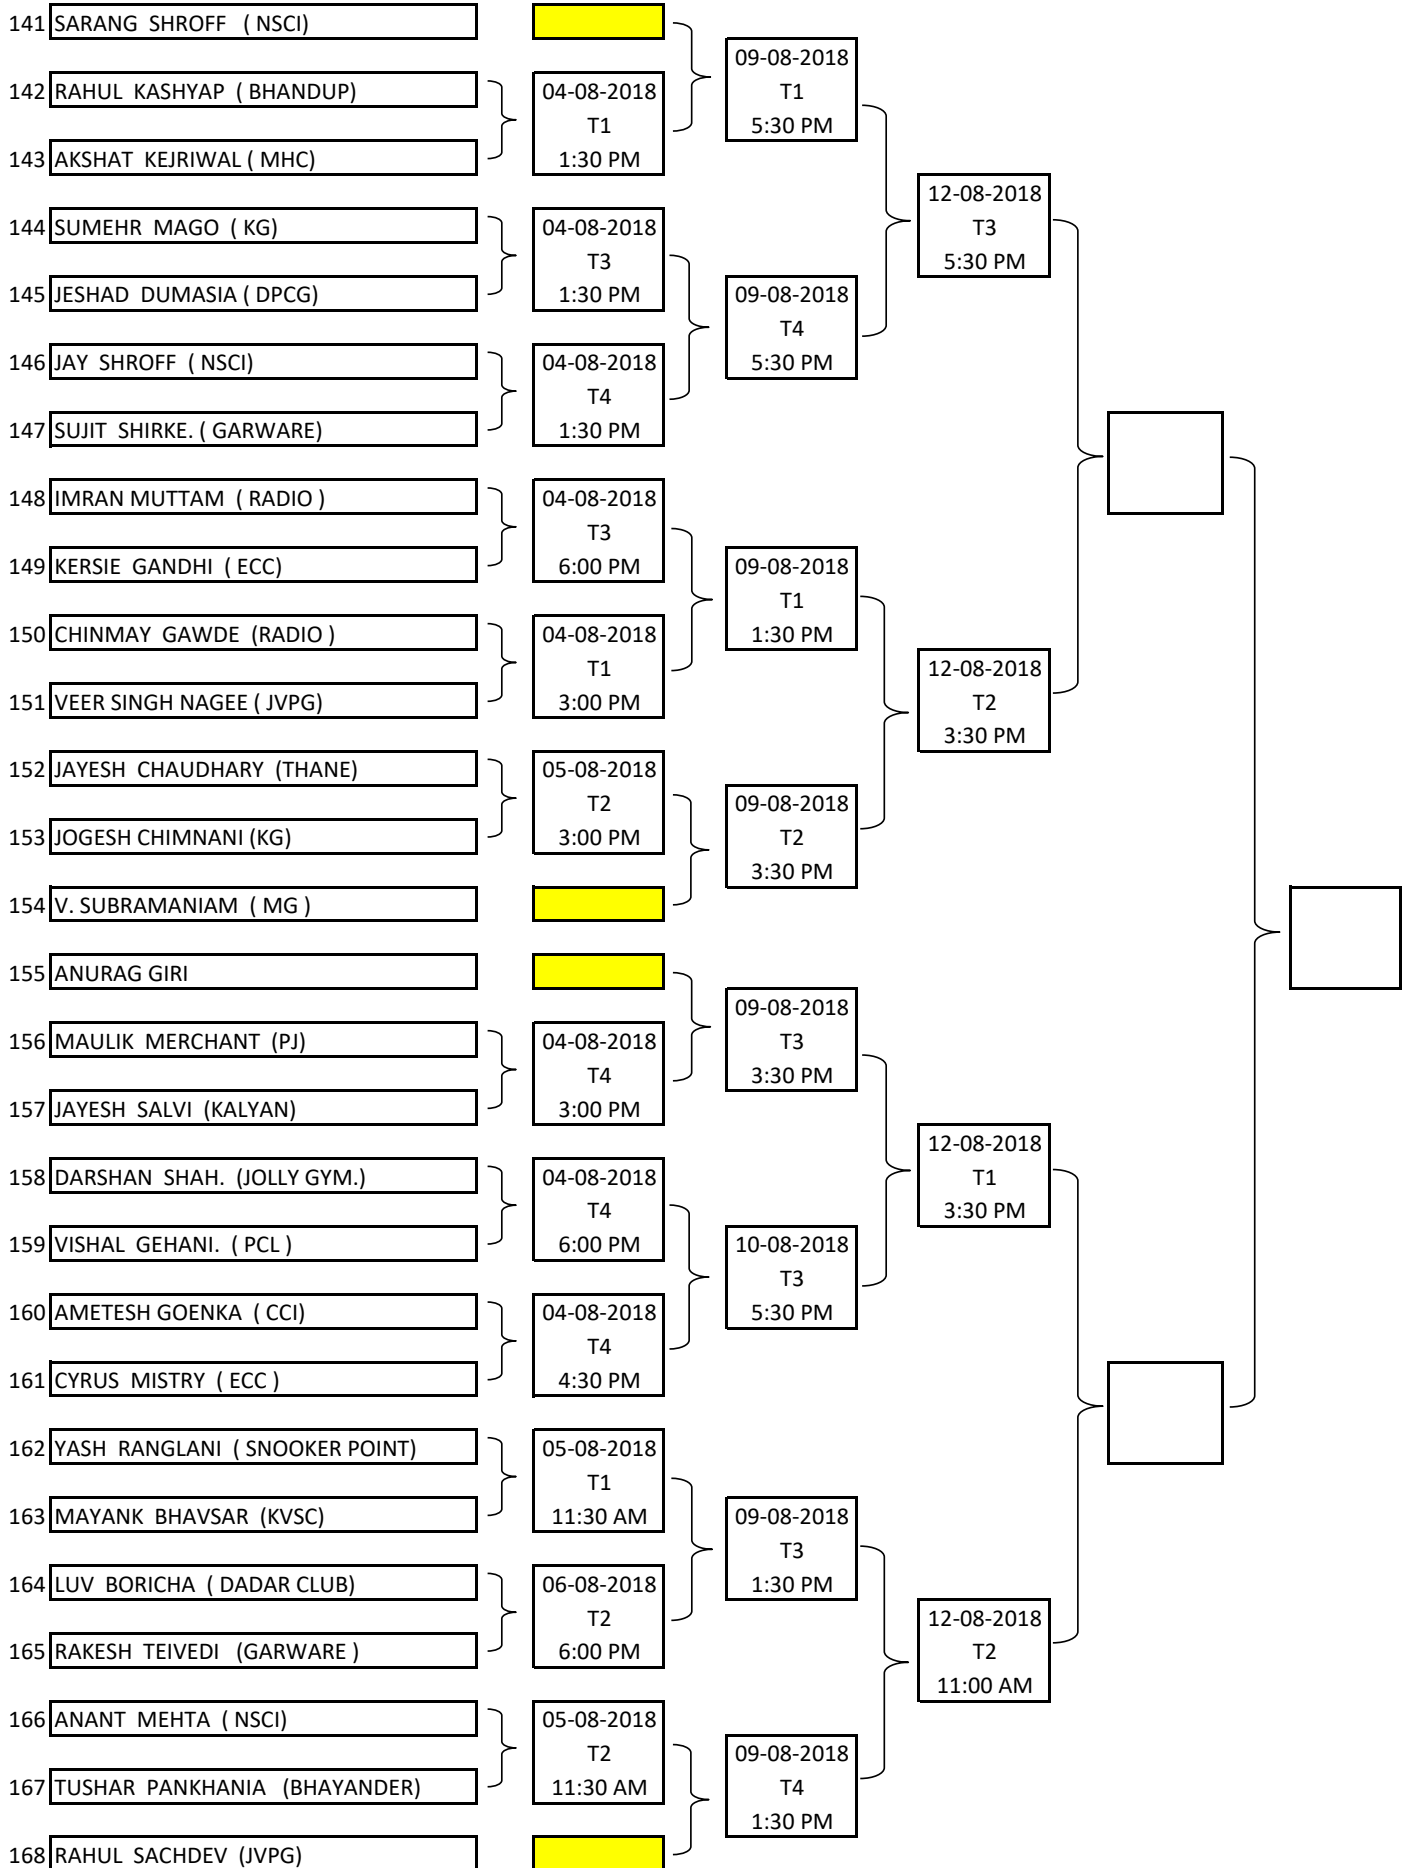 141 SARANG  SHROFF   ( NSCI)
09-08-2018
142 RAHUL  KASHYAP  ( BHANDUP)
04-08-2018
T1
T1
5:30 PM
143 AKSHAT  KEJRIWAL ( MHC)
1:30 PM
12-08-2018
144 SUMEHR  MAGO  ( KG)
04-08-2018
T3
T3
5:30 PM
145 JESHAD  DUMASIA ( DPCG)
1:30 PM
09-08-2018
T4
146 JAY  SHROFF  ( NSCI)
04-08-2018
5:30 PM
T4
147 SUJIT  SHIRKE. ( GARWARE)
1:30 PM
148 IMRAN MUTTAM  ( RADIO )
04-08-2018
T3
149 KERSIE  GANDHI  ( ECC)
6:00 PM
09-08-2018
T1
150 CHINMAY  GAWDE  (RADIO )
04-08-2018
1:30 PM
T1
12-08-2018
151 VEER SINGH NAGEE ( JVPG)
3:00 PM
T2
3:30 PM
152 JAYESH  CHAUDHARY  (THANE)
05-08-2018
T2
09-08-2018
153 JOGESH CHIMNANI (KG)
3:00 PM
T2
3:30 PM
154 V. SUBRAMANIAM  ( MG )
155 ANURAG GIRI
09-08-2018
156 MAULIK  MERCHANT  (PJ)
04-08-2018
T3
T4
3:30 PM
157 JAYESH  SALVI  (KALYAN)
3:00 PM
12-08-2018
158 DARSHAN  SHAH.  (JOLLY GYM.)
04-08-2018
T1
T4
3:30 PM
159 VISHAL  GEHANI.  ( PCL )
6:00 PM
10-08-2018
T3
160 AMETESH GOENKA  ( CCI)
04-08-2018
5:30 PM
T4
161 CYRUS  MISTRY  ( ECC )
4:30 PM
162 YASH  RANGLANI  ( SNOOKER POINT)
05-08-2018
T1
163 MAYANK  BHAVSAR  (KVSC)
11:30 AM
09-08-2018
T3
164 LUV  BORICHA  ( DADAR CLUB)
06-08-2018
1:30 PM
T2
12-08-2018
165 RAKESH  TEIVEDI   (GARWARE )
6:00 PM
T2
11:00 AM
166 ANANT  MEHTA  ( NSCI)
05-08-2018
T2
09-08-2018
167 TUSHAR  PANKHANIA   (BHAYANDER)
11:30 AM
T4
1:30 PM
168 RAHUL  SACHDEV  (JVPG)